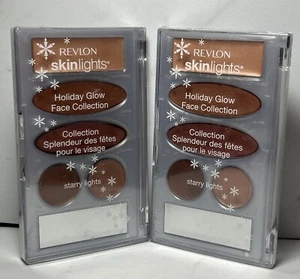 REVLON
skinlights®
Holiday Glow
Face Collection
Collection
Splendeur des fêtes
pour le visage
starry lights
REVLON
skinlights®
Holiday Glow
Face Collection
Collection
Splendeur des fêtes
pour le visage
starry lights